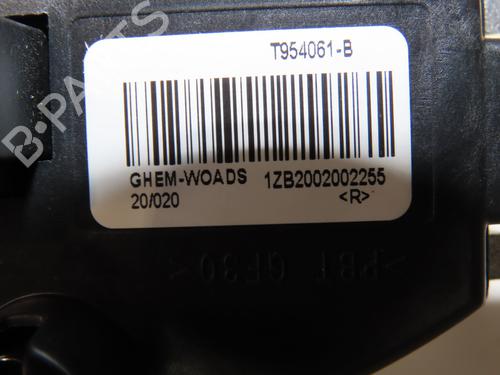 T954061-B
GHEM-WOADS 1ZB2002002255
20/020 <R>
>PBT GF30<
B-PARTS